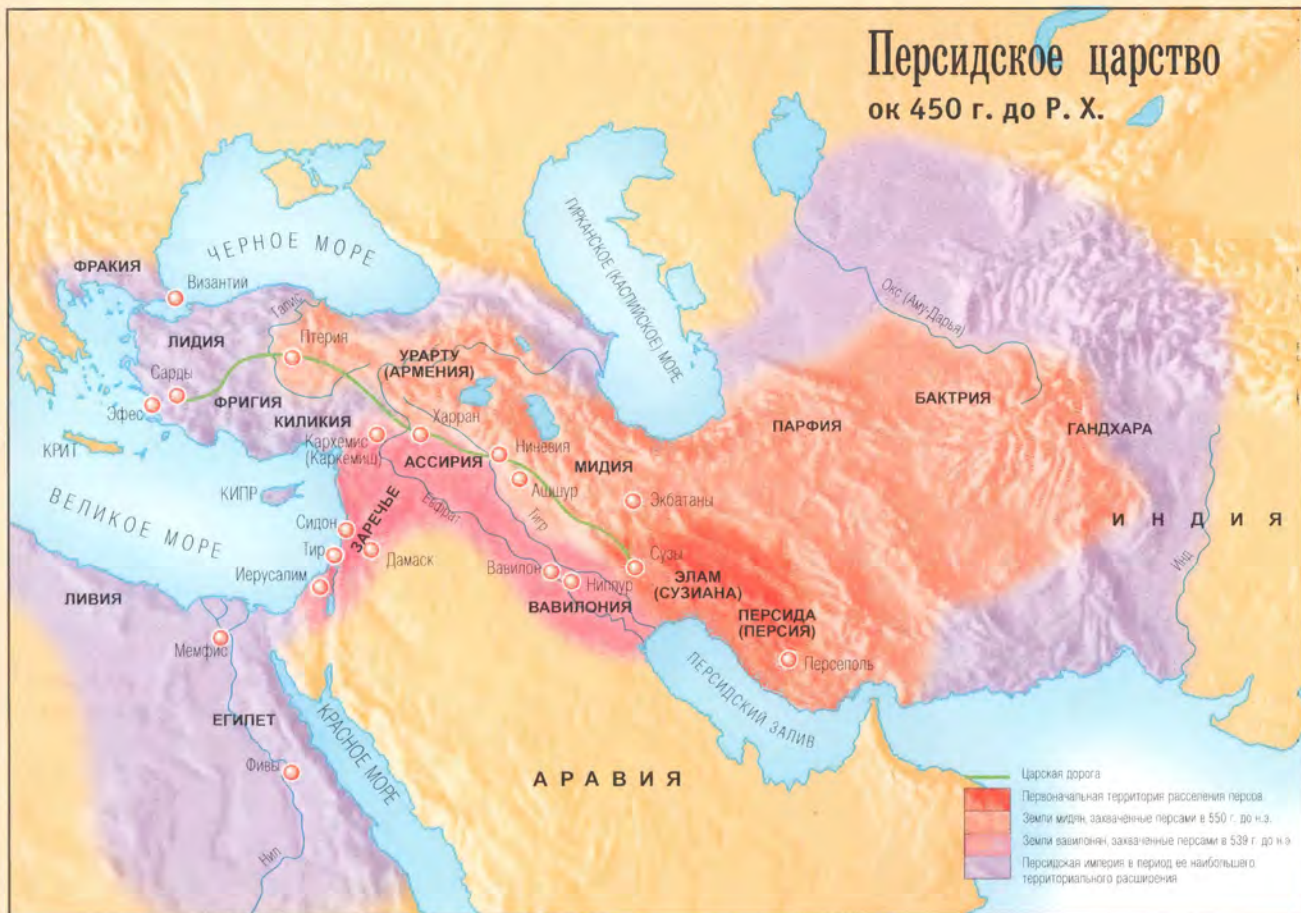 Персидское царство
ок 450 г. до Р. Х.
ЧЕРНОЕ МОРЕ
ГИРКАНСКОЕ (КАСПИЙСКОЕ) МОРЕ
ФРАКИЯ
Византий
Окс (Аму-Дарья)
ЛИДИЯ
Птерия
УРАРТУ
(АРМЕНИЯ)
Сарды
БАКТРИЯ
Эфес
ФРИГИЯ
КИЛИКИЯ
Харран
ПАРФИЯ
ГАНДХАРА
КРИТ
Кархемис
(Каркемиш)
АССИРИЯ
Ниневия
МИДИЯ
Ашшур
КИПР
Экбатаны
ВЕЛИКОЕ МОРЕ
Евфрат
Тигр
ИНДИЯ
Сидон
ЗАРЕЧЬЕ
Тир
Дамаск
Сузы
Вавилон
ЭЛАМ
(СУЗИАНА)
Инд
Иерусалим
Ниппур
ЛИВИЯ
ВАВИЛОНИЯ
ПЕРСИДА
(ПЕРСИЯ)
Мемфис
Персеполь
ПЕРСИДСКИЙ ЗАЛИВ
ЕГИПЕТ
КРАСНОЕ МОРЕ
Фивы
АРАВИЯ
Нил
Царская дорога
Первоначальная территория расселения персов
Земли мидян, захваченные персами в 550 г. до н.э.
Земли вавилонян, захваченные персами в 539 г. до н.э
Персидская империя в период ее наибольшего
территориального расширения